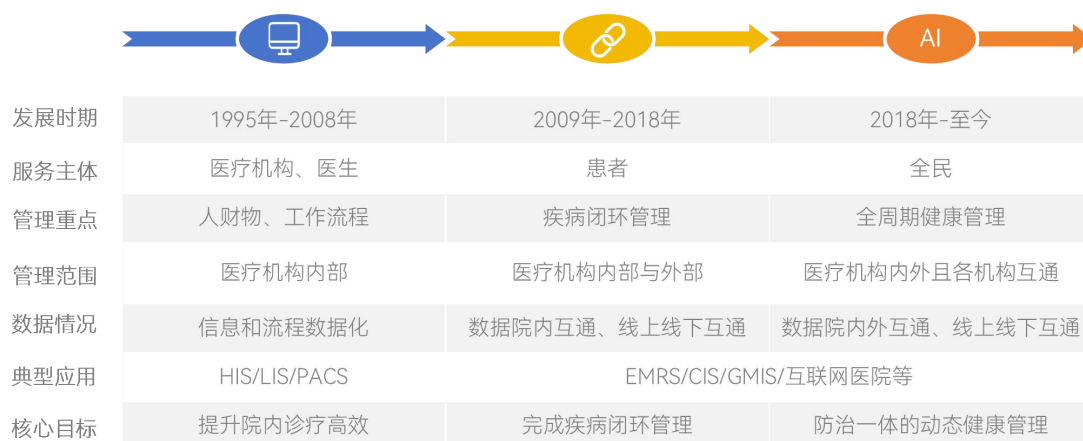 AI
发展时期 1995年-2008年 2009年-2018年 2018年-至今
服务主体 医疗机构、医生 患者 全民
管理重点 人财物、工作流程 疾病闭环管理 全周期健康管理
管理范围 医疗机构内部 医疗机构内部与外部 医疗机构内外且各机构互通
数据情况 信息和流程数据化 数据院内互通、线上线下互通 数据院内外互通、线上线下互通
典型应用 HIS/LIS/PACS EMRS/CIS/GMIS/互联网医院等
核心目标 提升院内诊疗高效 完成疾病闭环管理 防治一体的动态健康管理